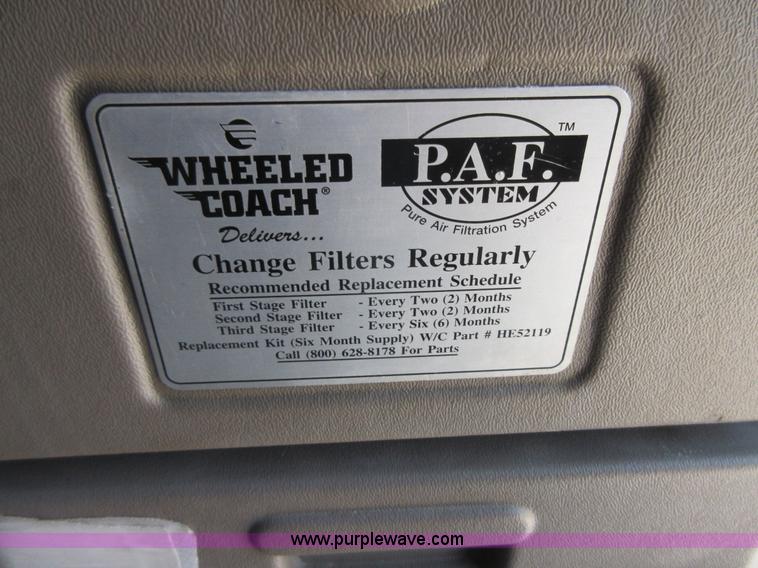 WHEELED
COACH®
Delivers...
P.A.F.™
SYSTEM
Pure Air Filtration System
Change Filters Regularly
Recommended Replacement Schedule
First Stage Filter - Every Two (2) Months
Second Stage Filter - Every Two (2) Months
Third Stage Filter - Every Six (6) Months
Replacement Kit (Six Month Supply) W/C Part # HE52119
Call (800) 628-8178 For Parts
www.purplewave.com